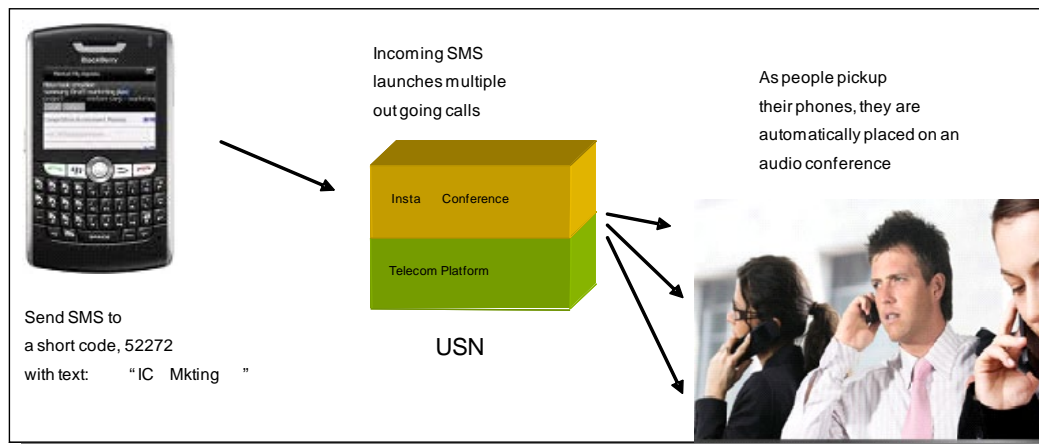 BlackBerry
Incoming SMS
launches multiple
out going calls
As people pickup
their phones, they are
automatically placed on an
audio conference
Insta Conference
Telecom Platform
USN
Send SMS to
a short code, 52272
with text: "IC Mkting "